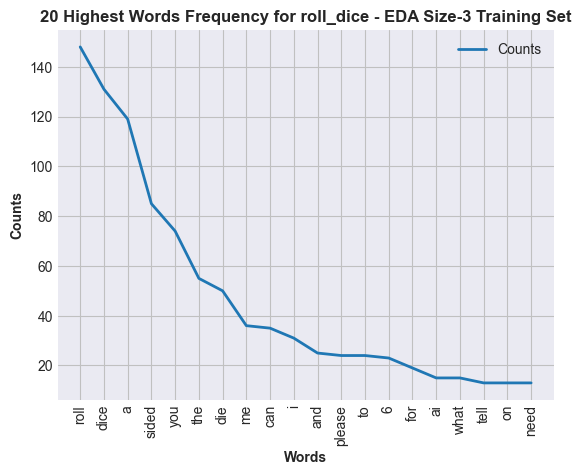 20 Highest Words Frequency for roll_dice - EDA Size-3 Training Set
Counts
140
120
100
80
60
40
20
Counts
roll
dice
a
sided
you
the
die
me
can
i
and
please
to
6
for
ai
what
tell
on
need
Words